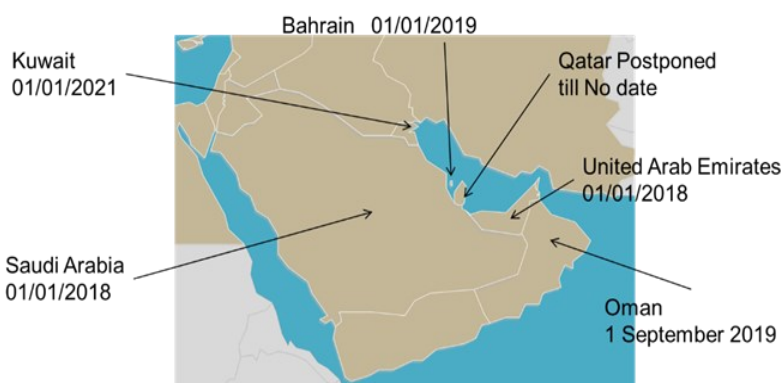 Bahrain 01/01/2019
Kuwait
01/01/2021
Qatar Postponed
till No date
United Arab Emirates
01/01/2018
Saudi Arabia
01/01/2018
Oman
1 September 2019